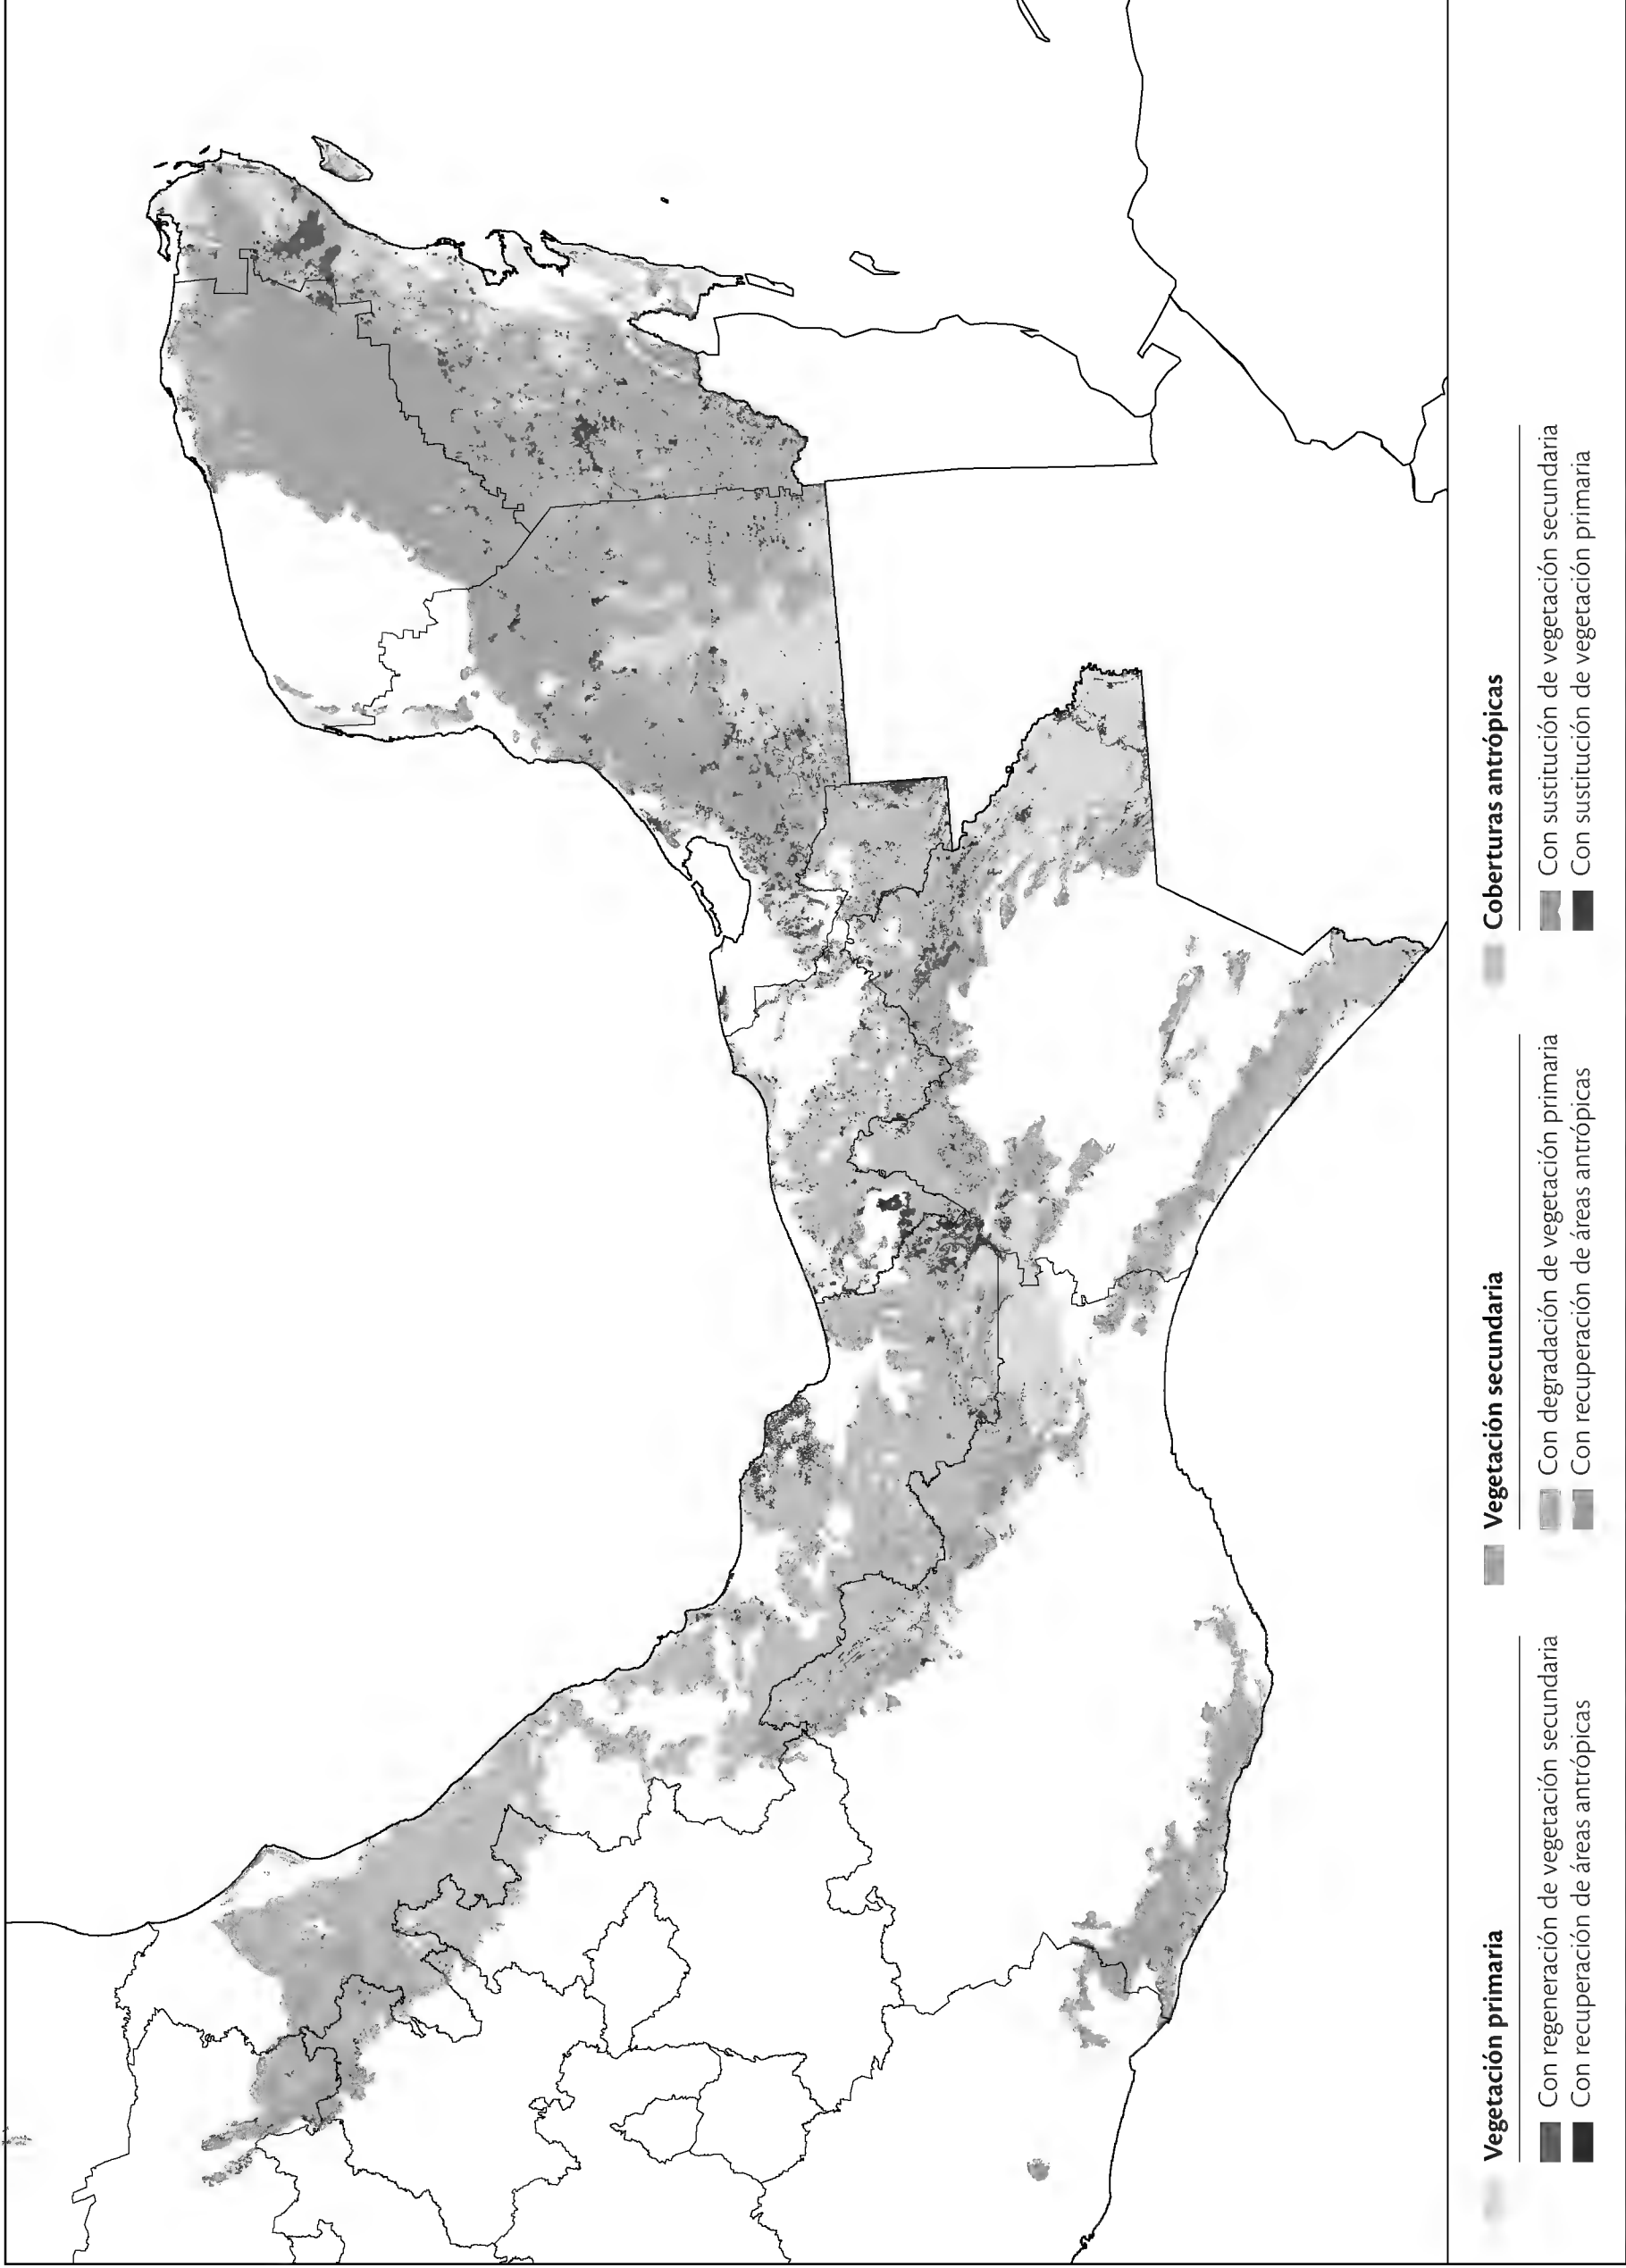 Vegetación primaria
Con regeneración de vegetación secundaria
Con recuperación de áreas antrópicas
Vegetación secundaria
Con degradación de vegetación primaria
Con recuperación de áreas antrópicas
Coberturas antrópicas
Con sustitución de vegetación secundaria
Con sustitución de vegetación primaria